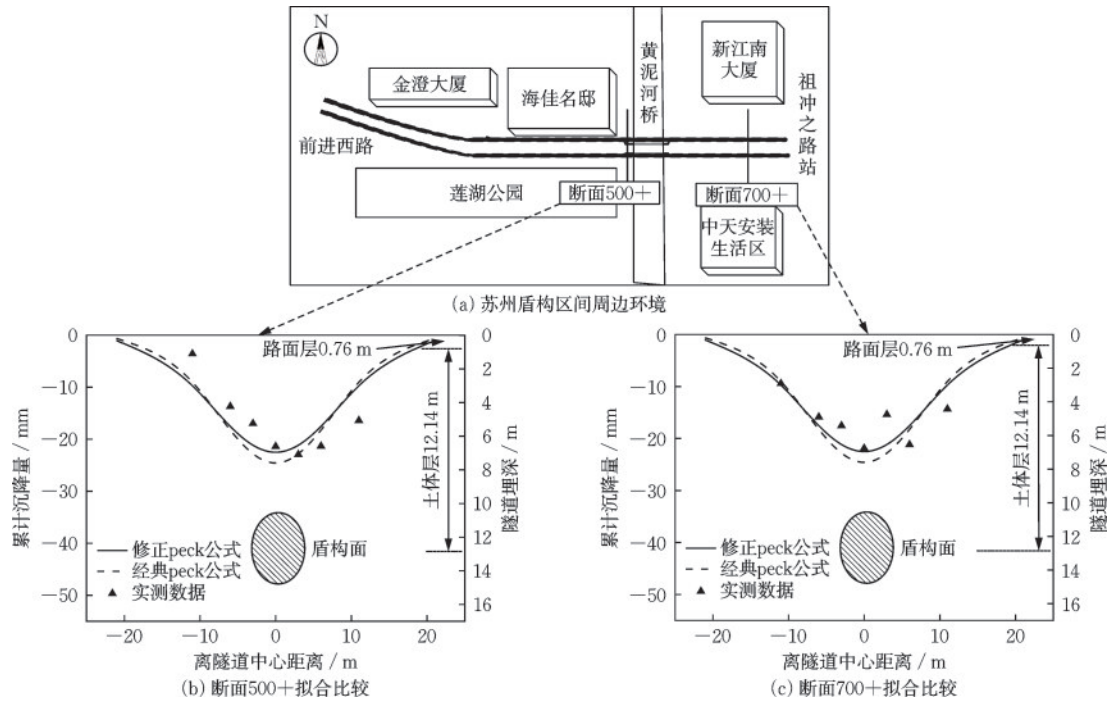 N
金澄大厦
海佳名邸
黄泥河桥
新江南
大厦
祖冲之路站
前进西路
莲湖公园
断面500+
断面700+
中天安装
生活区
(a) 苏州盾构区间周边环境
路面层0.76 m
土体层12.14 m
盾构面
修正peck公式
经典peck公式
实测数据
累计沉降量 / mm
0
-10
-20
-30
-40
-50
隧道埋深 / m
0
2
4
6
8
10
12
14
16
-20
-10
0
10
20
离隧道中心距离 / m
(b) 断面500+拟合比较
路面层0.76 m
土体层12.14 m
盾构面
修正peck公式
经典peck公式
实测数据
累计沉降量 / mm
0
-10
-20
-30
-40
-50
隧道埋深 / m
0
2
4
6
8
10
12
14
16
-20
-10
0
10
20
离隧道中心距离 / m
(c) 断面700+拟合比较